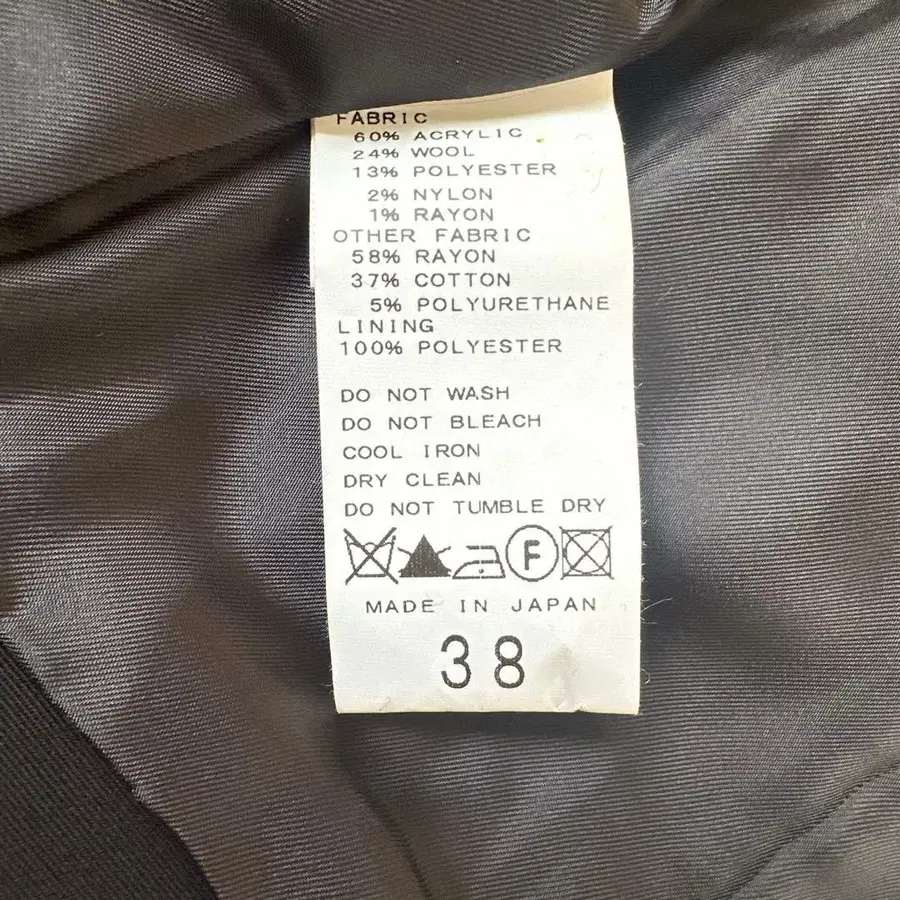 FABRIC
60% ACRYLIC
24% WOOL
13% POLYESTER
2% NYLON
1% RAYON
OTHER FABRIC
58% RAYON
37% COTTON
5% POLYURETHANE
LINING
100% POLYESTER
DO NOT WASH
DO NOT BLEACH
COOL IRON
DRY CLEAN
DO NOT TUMBLE DRY
F
MADE IN JAPAN
38